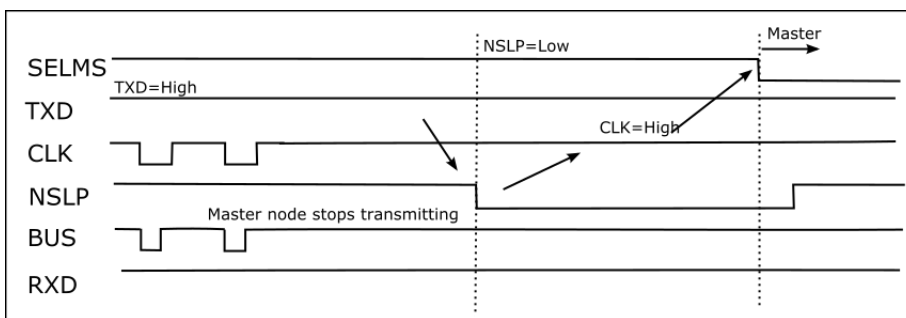 Master
NSLP=Low
SELMS
TXD=High
TXD
CLK=High
CLK
NSLP
Master node stops transmitting
BUS
RXD